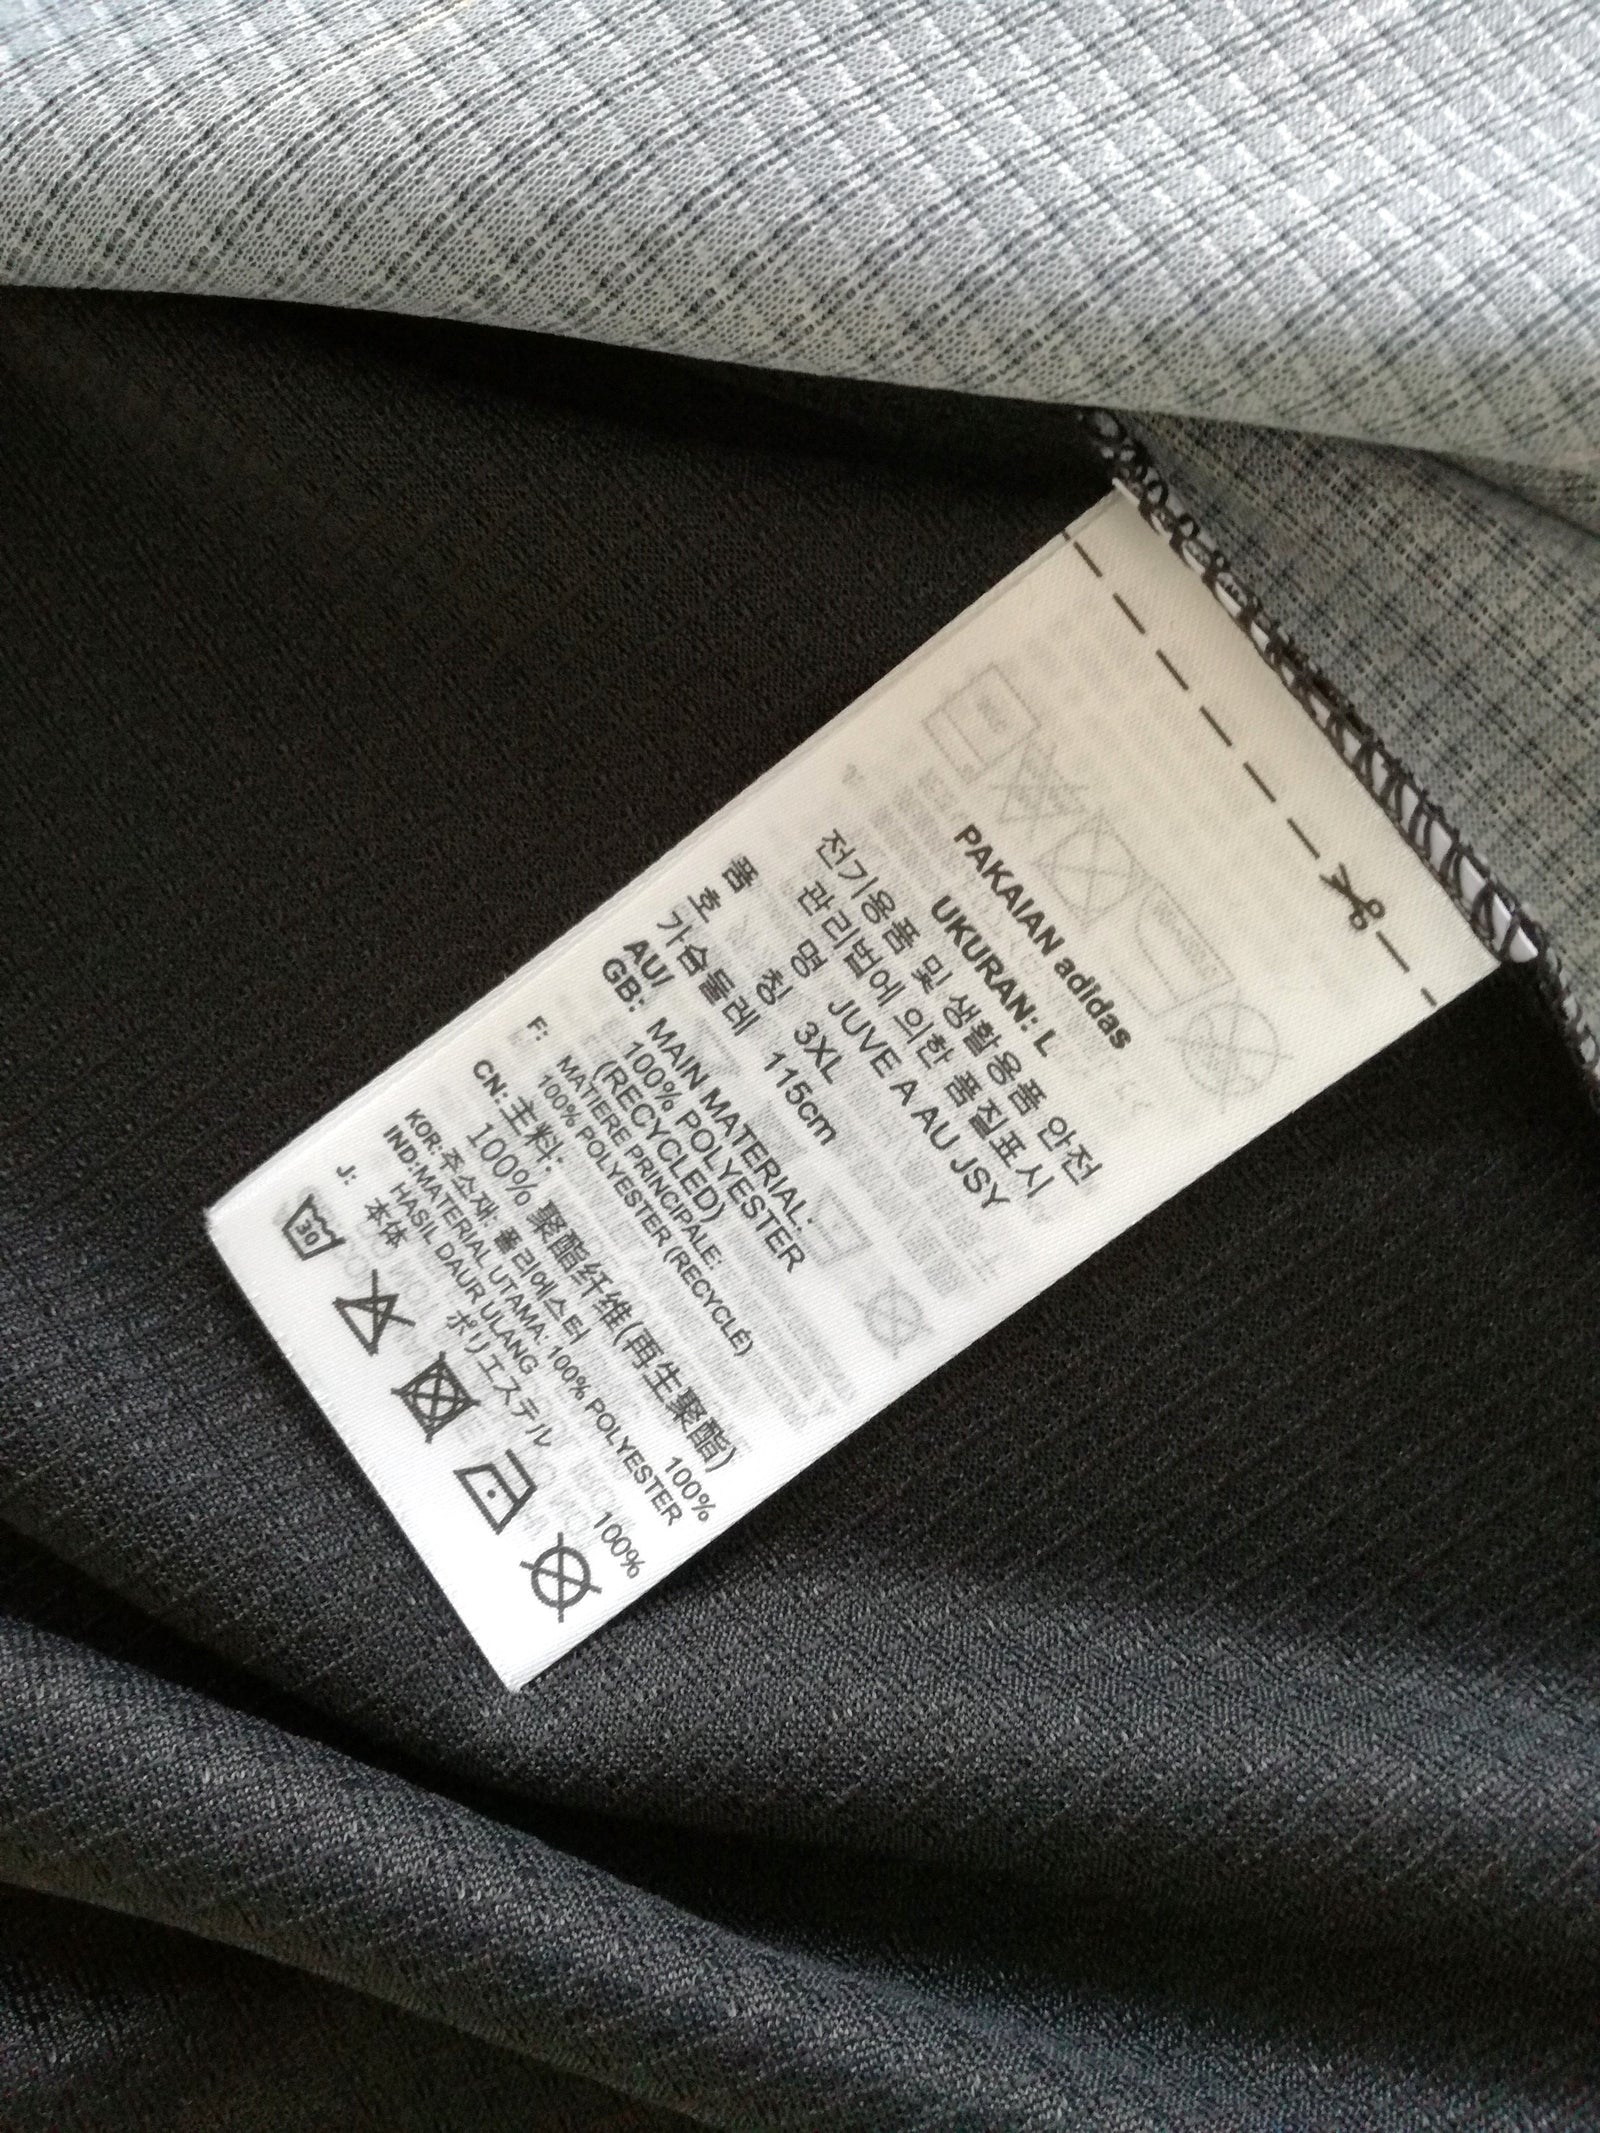 PAKAIAN adidas
UKURAN: L
전기용품 및 생활용품 안전
관리법에 의한 품질표시
품 명 JUVE A AU JSY
호 칭 3XL
가슴둘레 115cm
AU/
GB: MAIN MATERIAL:
100% POLYESTER
(RECYCLED)
F: MATIERE PRINCIPALE:
100% POLYESTER (RECYCLÉ)
CN: 主料:
100% 聚酯纤维(再生聚酯)
KOR: 주소재: 폴리에스터 100%
IND:MATERIAL UTAMA: 100% POLYESTER
HASIL DAUR ULANG
J: 本体 ポリエステル 100%
30